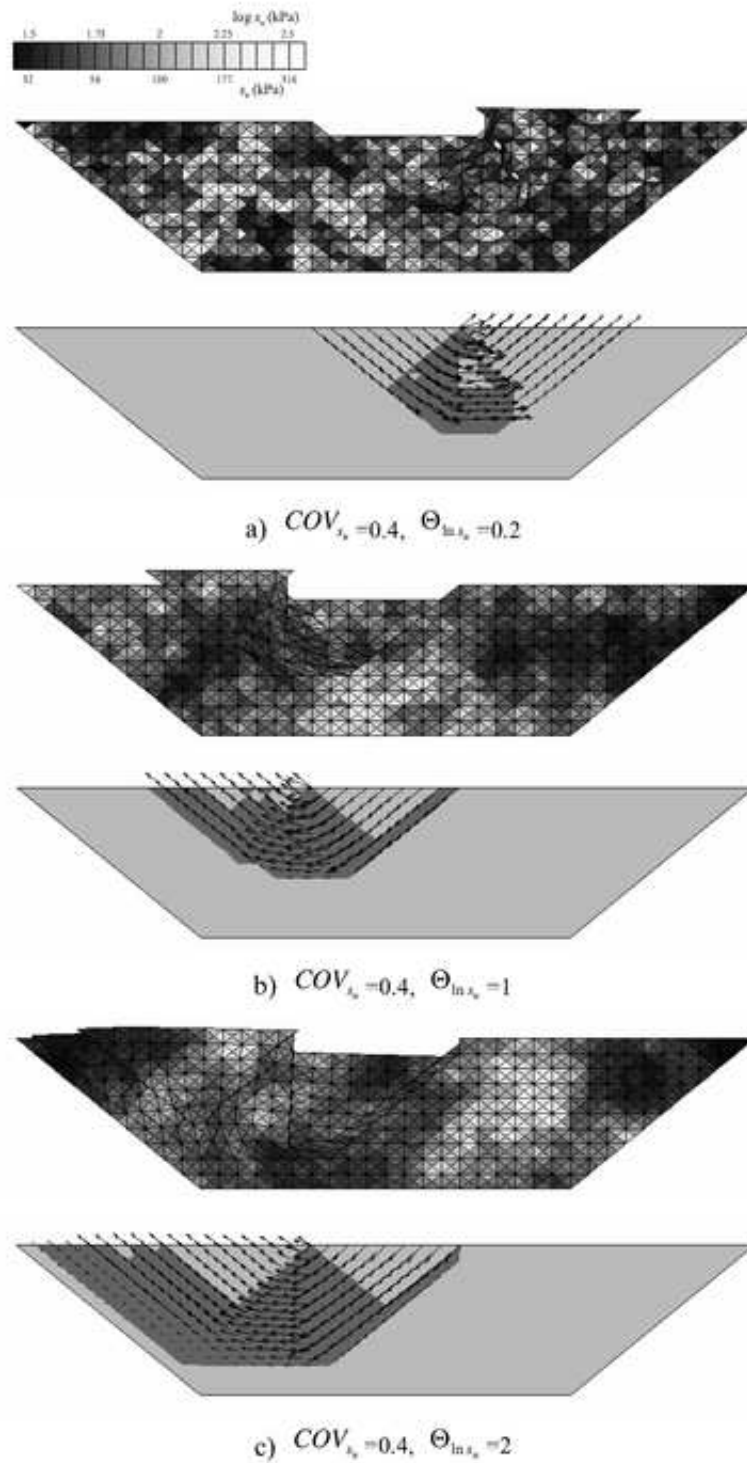 log s_u (kPa)
1.5 1.75 2 2.25 2.5
32 56 100 177 316
s_u (kPa)
a) COV_{s_u} =0.4, Θ_{ln s_u} =0.2
b) COV_{s_u} =0.4, Θ_{ln s_u} =1
c) COV_{s_u} =0.4, Θ_{ln s_u} =2